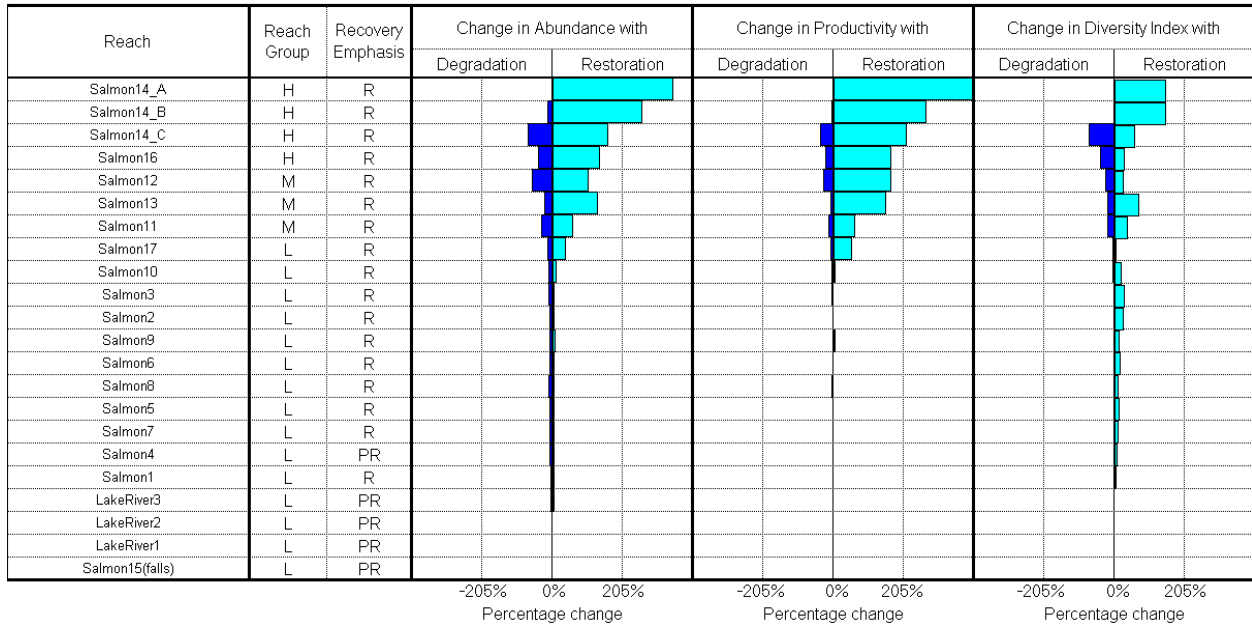 Reach
Reach Group
Recovery Emphasis
Change in Abundance with
Change in Productivity with
Change in Diversity Index with
Degradation Restoration Degradation Restoration Degradation Restoration
Salmon14_A H R
Salmon14_B H R
Salmon14_C H R
Salmon16 H R
Salmon12 M R
Salmon13 M R
Salmon11 M R
Salmon17 L R
Salmon10 L R
Salmon3 L R
Salmon2 L R
Salmon9 L R
Salmon6 L R
Salmon8 L R
Salmon5 L R
Salmon7 L R
Salmon4 L PR
Salmon1 L R
LakeRiver3 L PR
LakeRiver2 L PR
LakeRiver1 L PR
Salmon15(falls) L PR
-205% 0% 205% -205% 0% 205% -205% 0% 205%
Percentage change Percentage change Percentage change